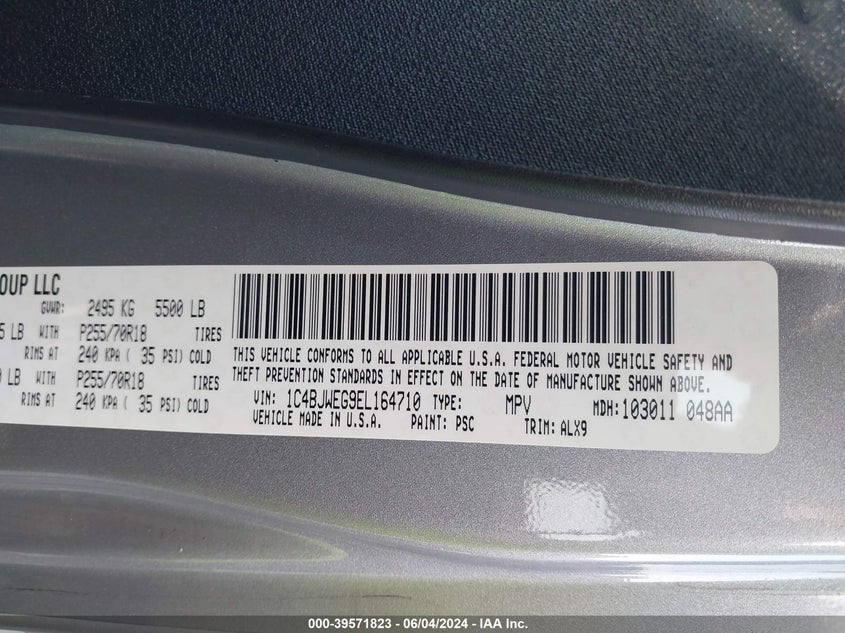 OUP LLC
GVWR: 2495 KG 5500 LB
5 LB WITH P255/70R18 TIRES
RIMS AT 240 KPA ( 35 PSI) COLD
0 LB WITH P255/70R18 TIRES
RIMS AT 240 KPA ( 35 PSI) COLD
THIS VEHICLE CONFORMS TO ALL APPLICABLE U.S.A. FEDERAL MOTOR VEHICLE SAFETY AND
THEFT PREVENTION STANDARDS IN EFFECT ON THE DATE OF MANUFACTURE SHOWN ABOVE.
VIN: 1C4BJWEG9EL164710 TYPE: MPV MDH: 103011 048AA
VEHICLE MADE IN U.S.A. PAINT: PSC TRIM: ALX9
000-39571823 - 06/04/2024 - IAA Inc.